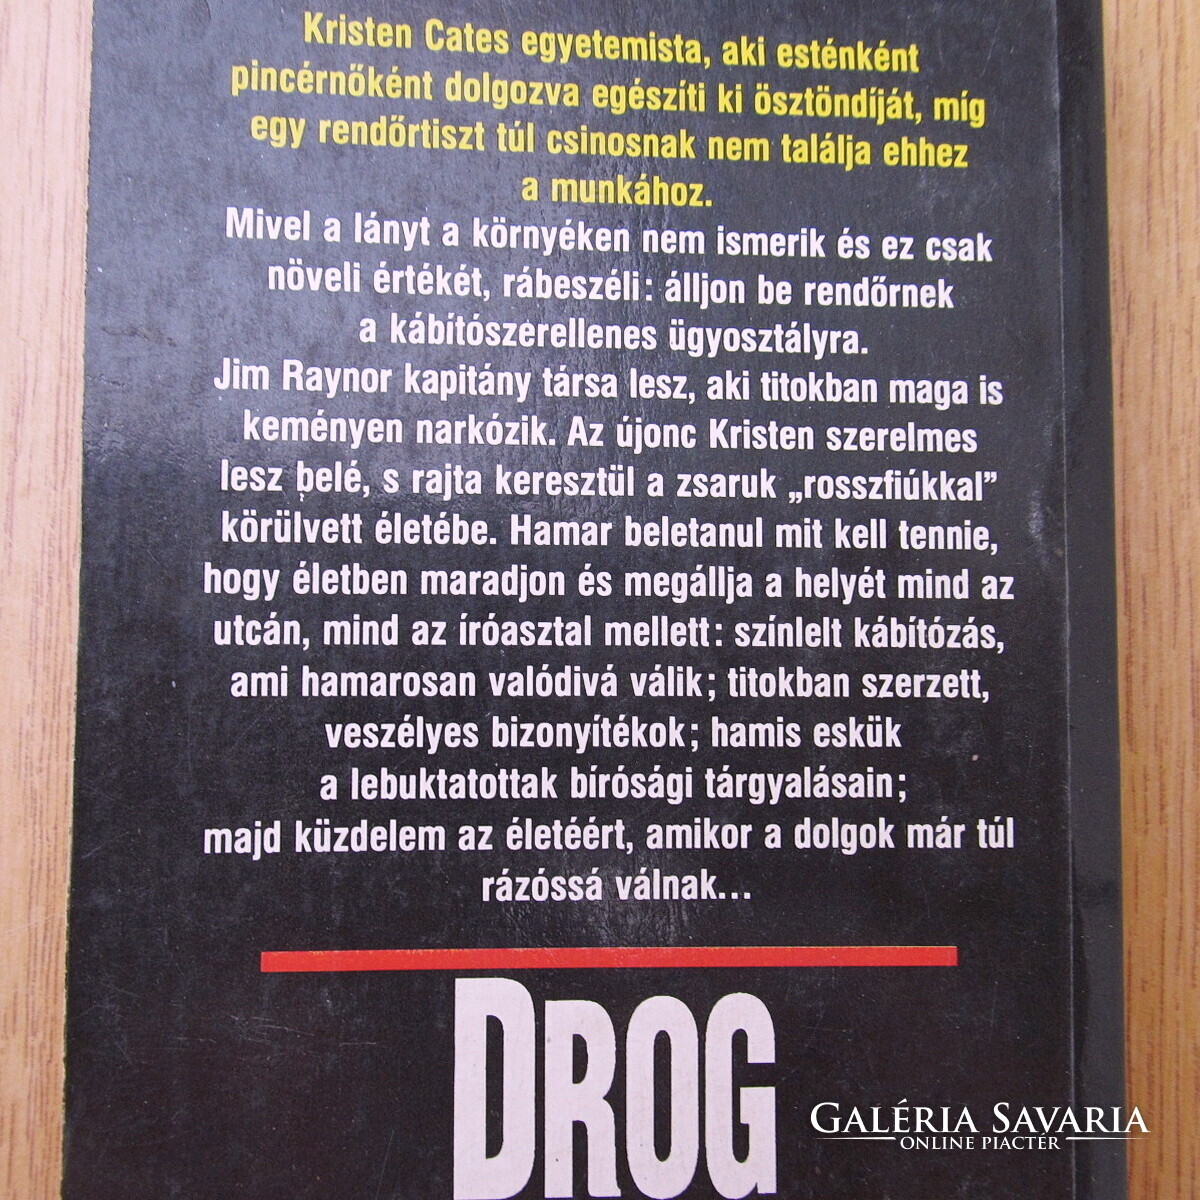 Kristen Cates egyetemista, aki esténként
pincérnőként dolgozva egészíti ki ösztöndíját, míg
egy rendőrtiszt túl csinosnak nem találja ehhez
a munkához.
Mivel a lányt a környéken nem ismerik és ez csak
növeli értékét, rábeszéli: álljon be rendőrnek
a kábítószerellenes ügyosztályra.
Jim Raynor kapitány társa lesz, aki titokban maga is
keményen narkózik. Az újonc Kristen szerelmes
lesz belé, s rajta keresztül a zsaruk „rosszfiúkkal”
körülvett életébe. Hamar beletanul mit kell tennie,
hogy életben maradjon és megállja a helyét mind az
utcán, mind az íróasztal mellett: színlelt kábítózás,
ami hamarosan valódivá válik; titokban szerzett,
veszélyes bizonyítékok; hamis eskük
a lebuktatottak bírósági tárgyalásain;
majd küzdelem az életéért, amikor a dolgok már túl
rázóssá válnak...
DROG
GALÉRIA SAVARIA
ONLINE PIACTÉR